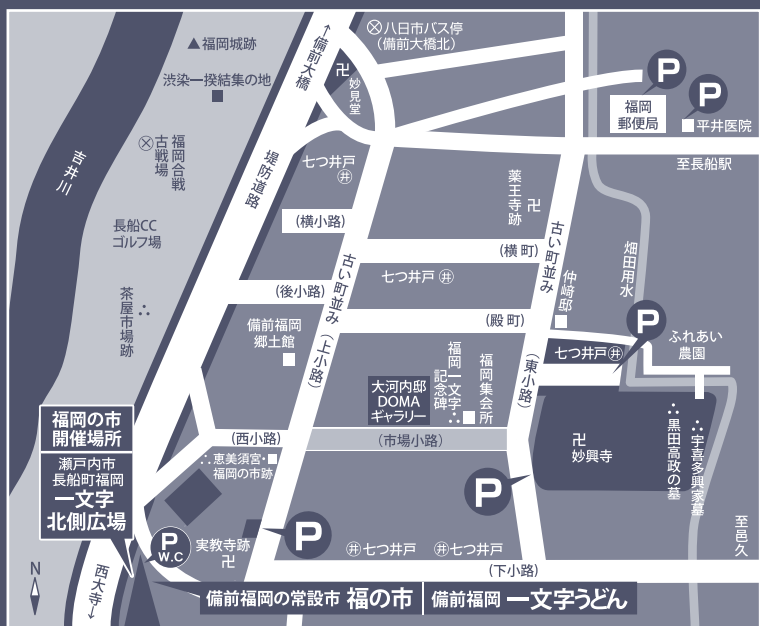 ↑備前大橋
八日市バス停
(備前大橋北)
▲福岡城跡
渋染一揆結集の地
卍
妙見堂
P
福岡
郵便局
P
平井医院
至長船駅
吉井川
福岡合戦
古戦場
堤防道路
七つ井戸
井
薬王寺跡
卍
(横小路)
長船CC
ゴルフ場
古い町並み(上小路)
(横 町)
古い町並み
(東小路)
畑田用水
七つ井戸 井
(後小路)
仲﨑邸
茶屋市場跡
(殿 町)
P
備前福岡
郷土館
七つ井戸 井
ふれあい
農園
大河内邸
DOMA
ギャラリー
福岡一文字
記念碑
福岡集会所
福岡の市
開催場所
瀬戸内市
長船町福岡
一文字
北側広場
(西小路)
(市場小路)
恵美須宮・
福岡の市跡
卍
妙興寺
黒田高政の墓
宇喜多興家墓
P
至邑久
P
W.C
実教寺跡
卍
P
井七つ井戸
井七つ井戸
(下小路)
N
西大寺→
備前福岡の常設市 福の市
備前福岡 一文字うどん